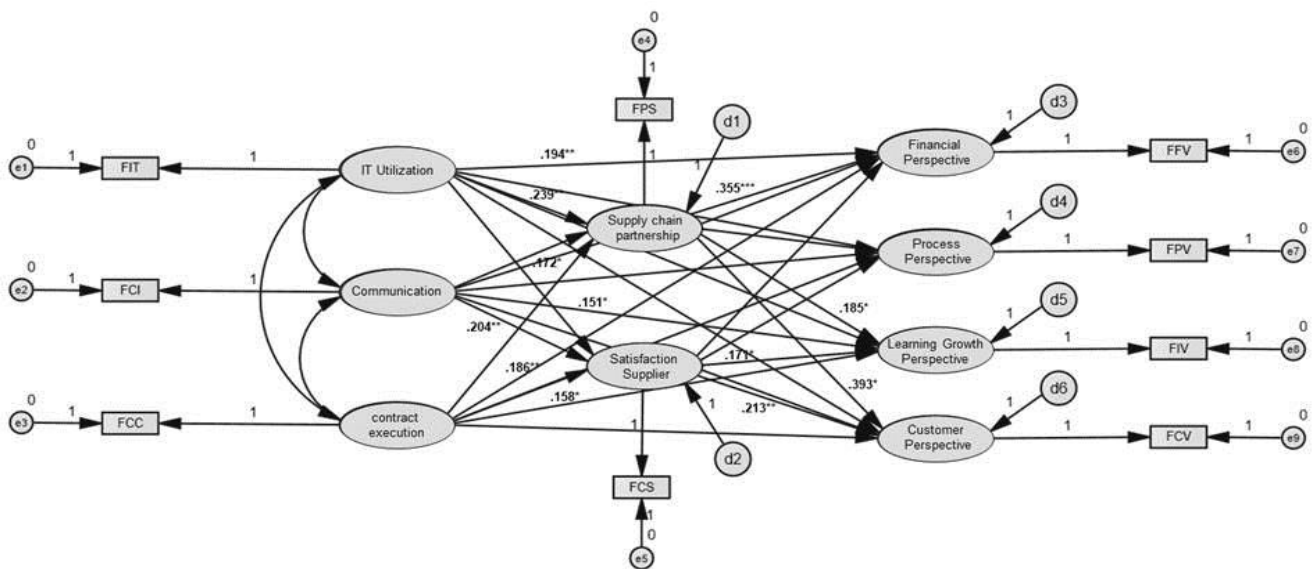 0
e4
1
FPS
d1
1
1
d3
1
0
e1
1
FIT
1
IT Utilization
.194**
.239**
.355***
Financial
Perspective
1
FFV
1
0
e6
Supply chain
partnership
d4
1
Process
Perspective
1
FPV
1
0
e7
0
e2
1
FCI
1
Communication
.172*
.151*
.204**
.185*
d5
1
Learning Growth
Perspective
1
FIV
1
0
e8
Satisfaction
Supplier
.186**
.158*
.171*
.213**
.393*
d6
1
0
e3
1
FCC
1
contract
execution
Customer
Perspective
1
FCV
1
0
e9
1
1
d2
FCS
1
0
e5